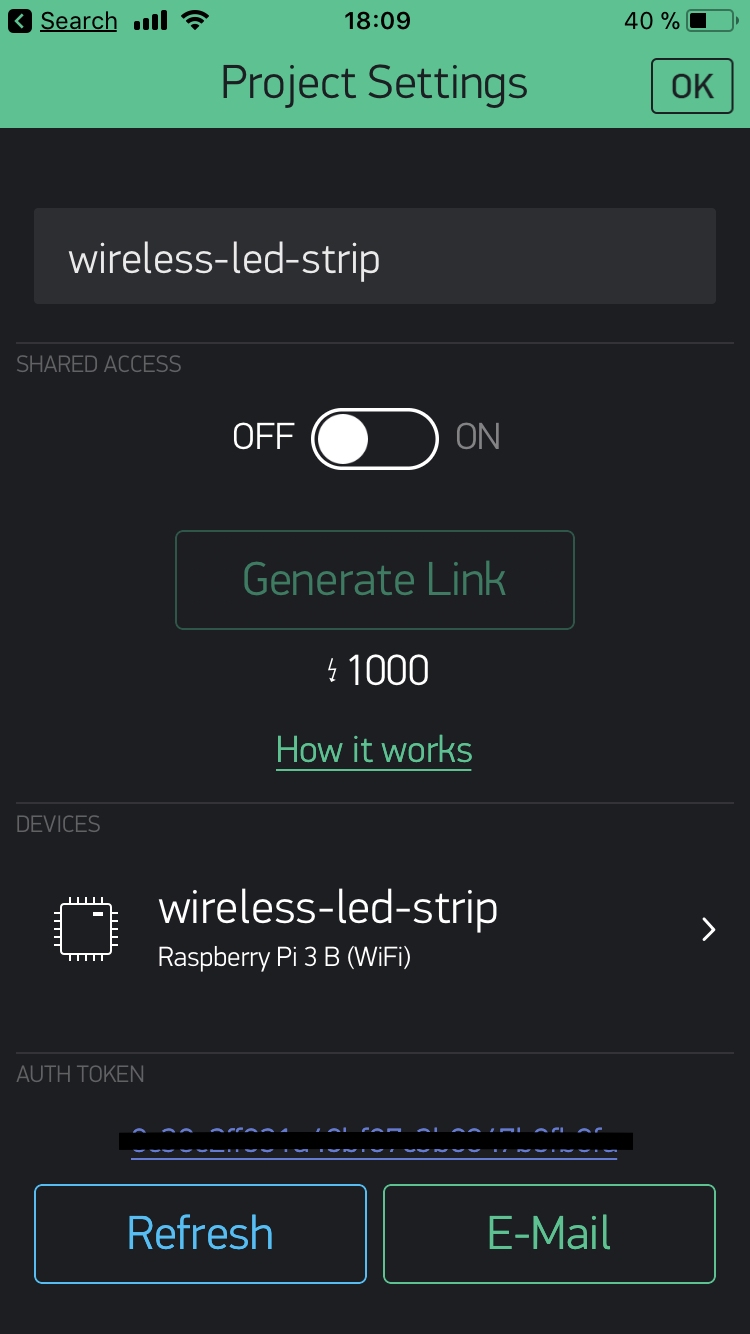 Search 18:09 40 %
Project Settings OK
wireless-led-strip
SHARED ACCESS
OFF ON
Generate Link
1000
How it works
DEVICES
wireless-led-strip
Raspberry Pi 3 B (WiFi)
AUTH TOKEN
Refresh E-Mail